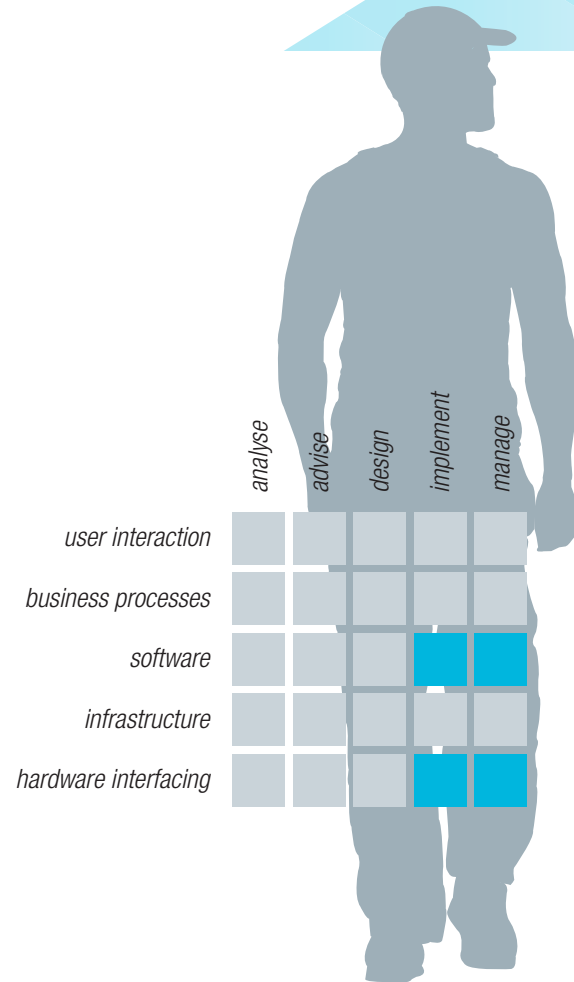 analyse
advise
design
implement
manage
user interaction
business processes
software
infrastructure
hardware interfacing